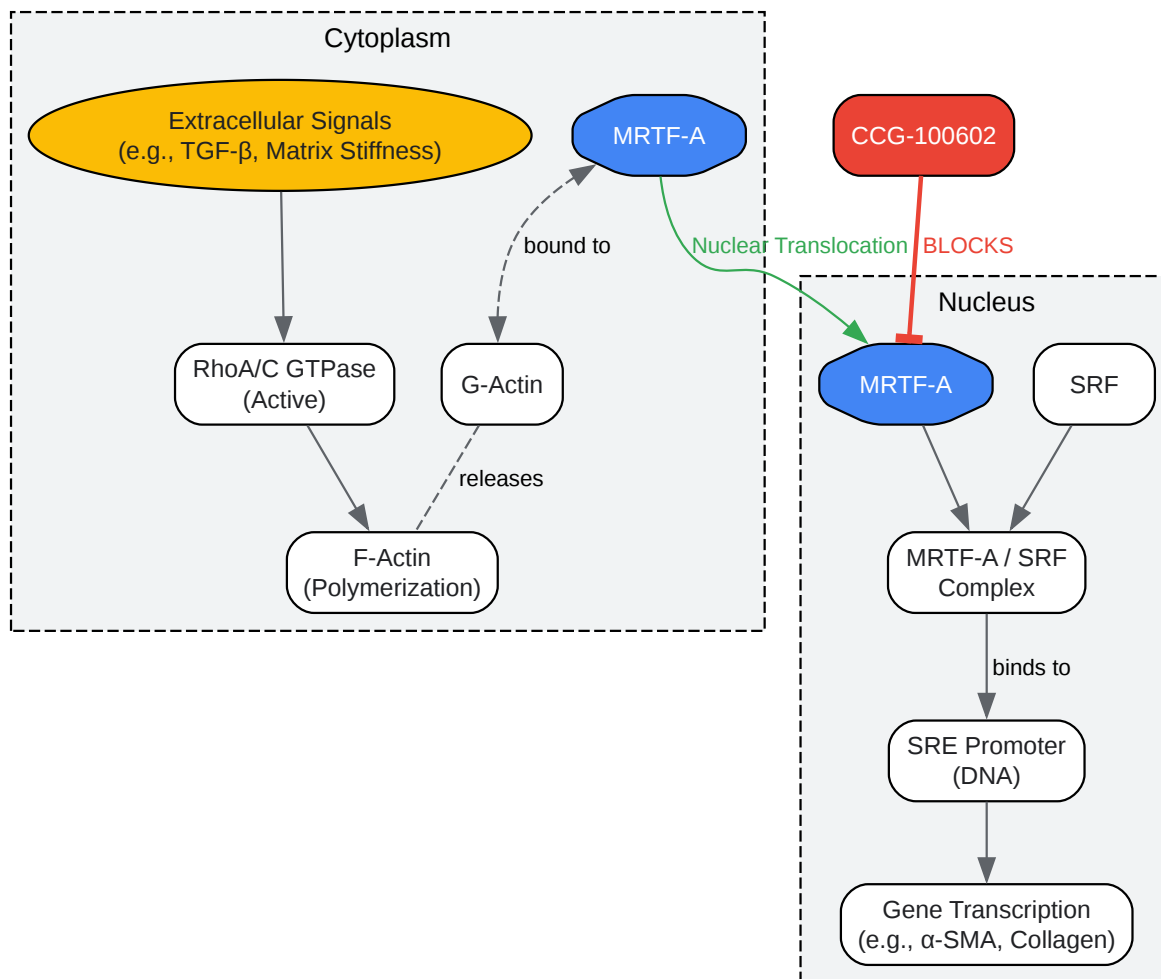 Cytoplasm
Extracellular Signals
(e.g., TGF-β, Matrix Stiffness)
MRTF-A
CCG-100602
bound to
Nuclear Translocation
BLOCKS
Nucleus
RhoA/C GTPase
(Active)
G-Actin
MRTF-A
SRF
releases
F-Actin
(Polymerization)
MRTF-A / SRF
Complex
binds to
SRE Promoter
(DNA)
Gene Transcription
(e.g., α-SMA, Collagen)